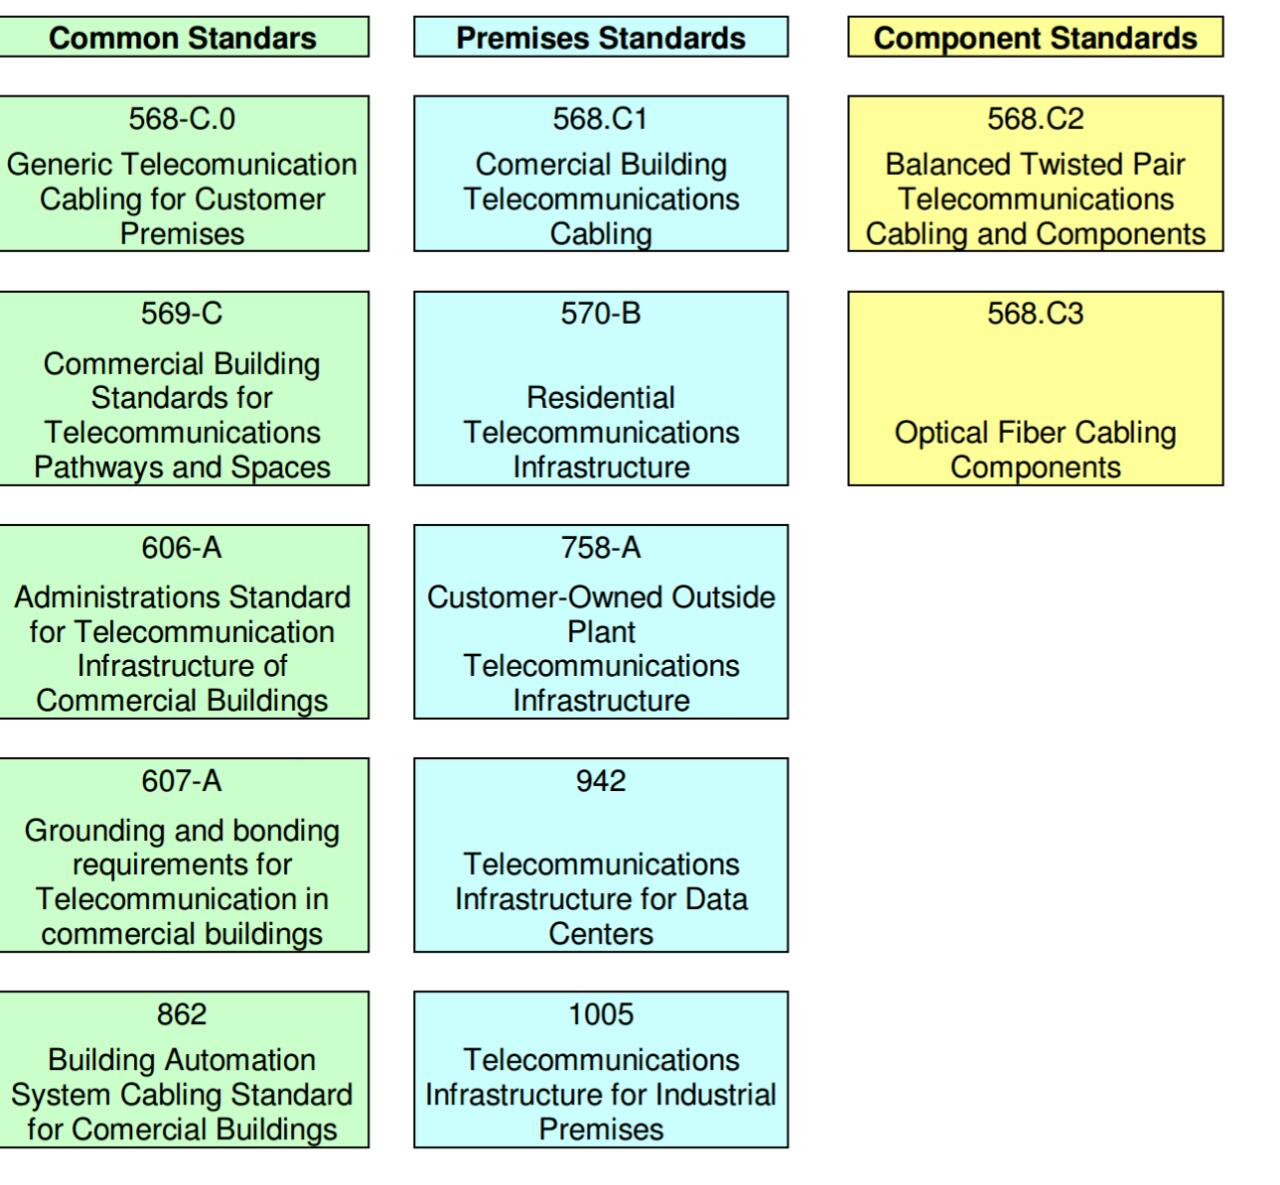 Common Standars
Premises Standards
Component Standards
568-C.0
Generic Telecomunication
Cabling for Customer
Premises
568.C1
Comercial Building
Telecommunications
Cabling
568.C2
Balanced Twisted Pair
Telecommunications
Cabling and Components
569-C
Commercial Building
Standards for
Telecommunications
Pathways and Spaces
570-B
Residential
Telecommunications
Infrastructure
568.C3
Optical Fiber Cabling
Components
606-A
Administrations Standard
for Telecommunication
Infrastructure of
Commercial Buildings
758-A
Customer-Owned Outside
Plant
Telecommunications
Infrastructure
607-A
Grounding and bonding
requirements for
Telecommunication in
commercial buildings
942
Telecommunications
Infrastructure for Data
Centers
862
Building Automation
System Cabling Standard
for Comercial Buildings
1005
Telecommunications
Infrastructure for Industrial
Premises